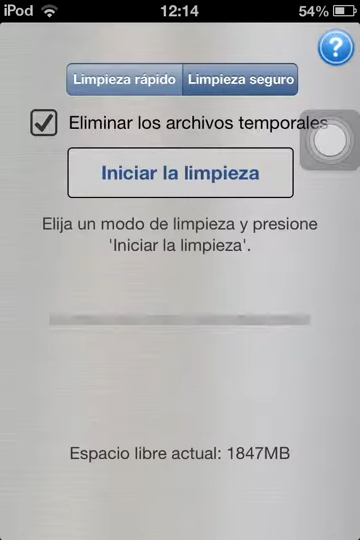 iPod 12:14 54%
?
Limpieza rápido Limpieza seguro
Eliminar los archivos temporales
Iniciar la limpieza
Elija un modo de limpieza y presione
'Iniciar la limpieza'.
Espacio libre actual: 1847MB